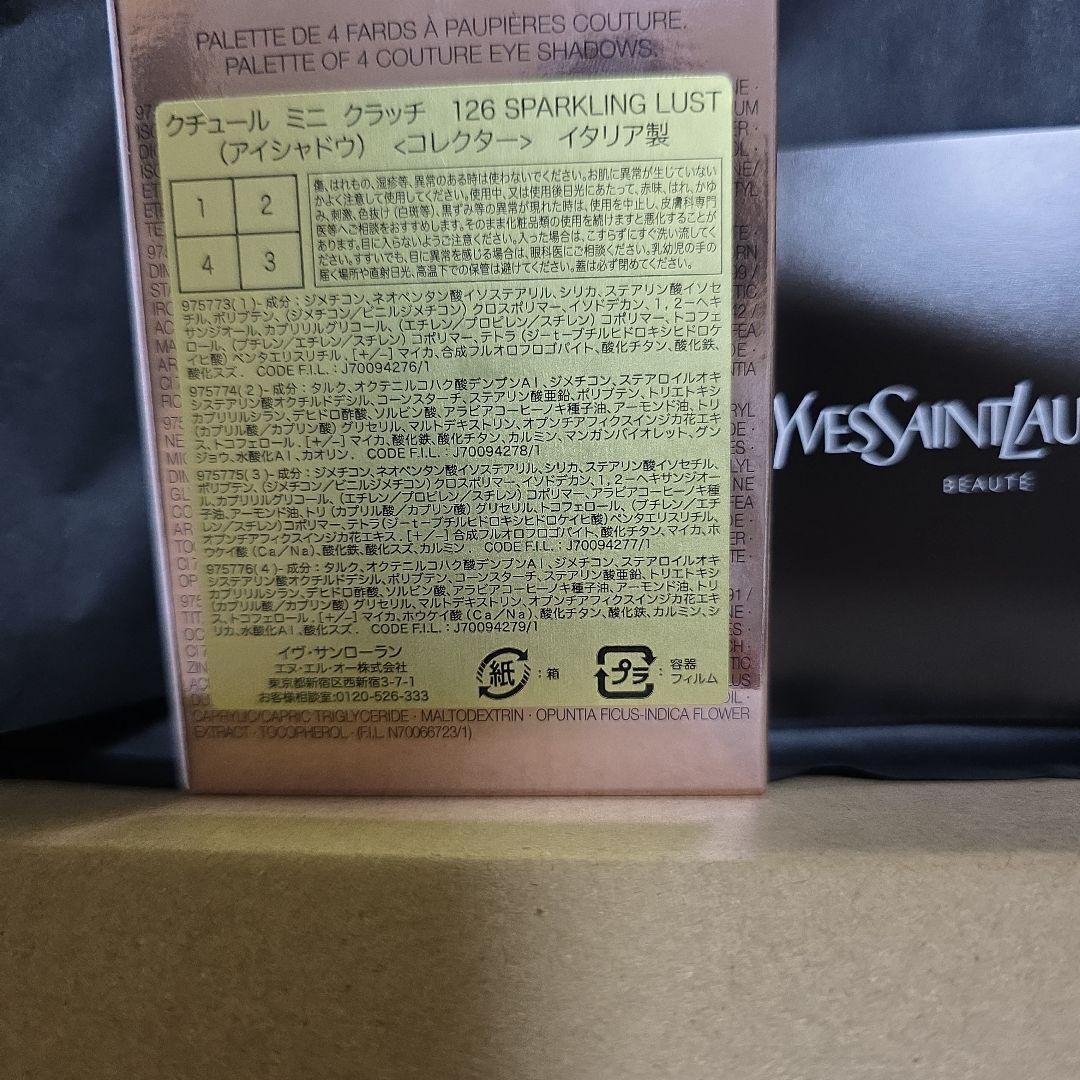 PALETTE DE 4 FARDS À PAUPIÈRES COUTURE.
PALETTE OF 4 COUTURE EYE SHADOWS.
クチュール ミニ クラッチ 126 SPARKLING LUST
(アイシャドウ) <コレクター> イタリア製
1 2
4 3
傷、はれもの、湿疹等、異常のある時は使わないでください。お肌に異常が生じていない
かよく注意して使用してください。使用中、又は使用後日光にあたって、赤味、はれ、かゆ
み、刺激、色抜け(白斑等)、黒ずみ等の異常が現れた時は、使用を中止し、皮膚科専門
医等へご相談をおすすめします。そのまま化粧品類の使用を続けますと悪化することが
あります。目に入らないようご注意ください。入った場合は、こすらずにすぐ洗い流してく
ださい。すすいでも、目に異常を感じる場合は、眼科医にご相談ください。乳幼児の手の
届く場所や直射日光、高温下での保管は避けてください。蓋は必ず閉めてください。
975773(1)-成分:ジメチコン、ネオペンタン酸イソステアリル、シリカ、ステアリン酸イソセ
チル、ポリブテン、(ジメチコン/ビニルジメチコン)クロスポリマー、イソドデカン、1,2-ヘキ
サンジオール、カプリリルグリコール、(エチレン/プロピレン/スチレン)コポリマー、トコフェ
ロール、(ブチレン/エチレン/スチレン)コポリマー、テトラ(ジーtーブチルヒドロキシヒドロケ
イヒ酸)ペンタエリスリチル、[+/-]マイカ、合成フルオロフロゴパイト、酸化チタン、酸化鉄、
酸化スズ. CODE F.I.L.:J70094276/1
975774(2)-成分:タルク、オクテニルコハク酸デンプンAl、ジメチコン、ステアロイルオキ
システアリン酸オクチルドデシル、コーンスターチ、ステアリン酸亜鉛、ポリブテン、トリエトキシ
カプリリルシラン、デヒドロ酢酸、ソルビン酸、アラビアコーヒーノキ種子油、アーモンド油、トリ
(カプリル酸/カプリン酸)グリセリル、マルトデキストリン、オプンチアフィクスインジカ花エキ
ス、トコフェロール. [+/-]マイカ、酸化鉄、酸化チタン、カルミン、マンガンバイオレット、グン
ジョウ、水酸化Al、カオリン. CODE F.I.L.:J70094278/1
975775(3)-成分:ジメチコン、ネオペンタン酸イソステアリル、シリカ、ステアリン酸イソセチル、
ポリブテン、(ジメチコン/ビニルジメチコン)クロスポリマー、イソドデカン、1,2-ヘキサンジオー
ル、カプリリルグリコール、(エチレン/プロピレン/スチレン)コポリマー、アラビアコーヒーノキ種
子油、アーモンド油、トリ(カプリル酸/カプリン酸)グリセリル、トコフェロール、(ブチレン/エチ
レン/スチレン)コポリマー、テトラ(ジーtーブチルヒドロキシヒドロケイヒ酸)ペンタエリスリチル、
オプンチアフィクスインジカ花エキス. [+/-]合成フルオロフロゴパイト、酸化チタン、マイカ、ホ
ウケイ酸(Ca/Na)、酸化鉄、酸化スズ、カルミン. CODE F.I.L.:J70094277/1
975776(4)-成分:タルク、オクテニルコハク酸デンプンAl、ジメチコン、ステアロイルオキ
システアリン酸オクチルドデシル、ポリブテン、コーンスターチ、ステアリン酸亜鉛、トリエトキシ
カプリリルシラン、デヒドロ酢酸、ソルビン酸、アラビアコーヒーノキ種子油、アーモンド油、トリ
(カプリル酸/カプリン酸)グリセリル、マルトデキストリン、オプンチアフィクスインジカ花エキ
ス、トコフェロール. [+/-]マイカ、ホウケイ酸(Ca/Na)、酸化チタン、酸化鉄、カルミン、シ
リカ、水酸化Al、酸化スズ. CODE F.I.L.:J70094279/1
イヴ・サンローラン
エヌ・エル・オー株式会社
東京都新宿区西新宿3-7-1
お客様相談室:0120-526-333
紙 :箱
プラ :容器
フィルム
CAPRYLIC/CAPRIC TRIGLYCERIDE · MALTODEXTRIN · OPUNTIA FICUS-INDICA FLOWER
EXTRACT · TOCOPHEROL · (F.I.L. N70066723/1)
YVESSAINTLAU
BEAUTÉ